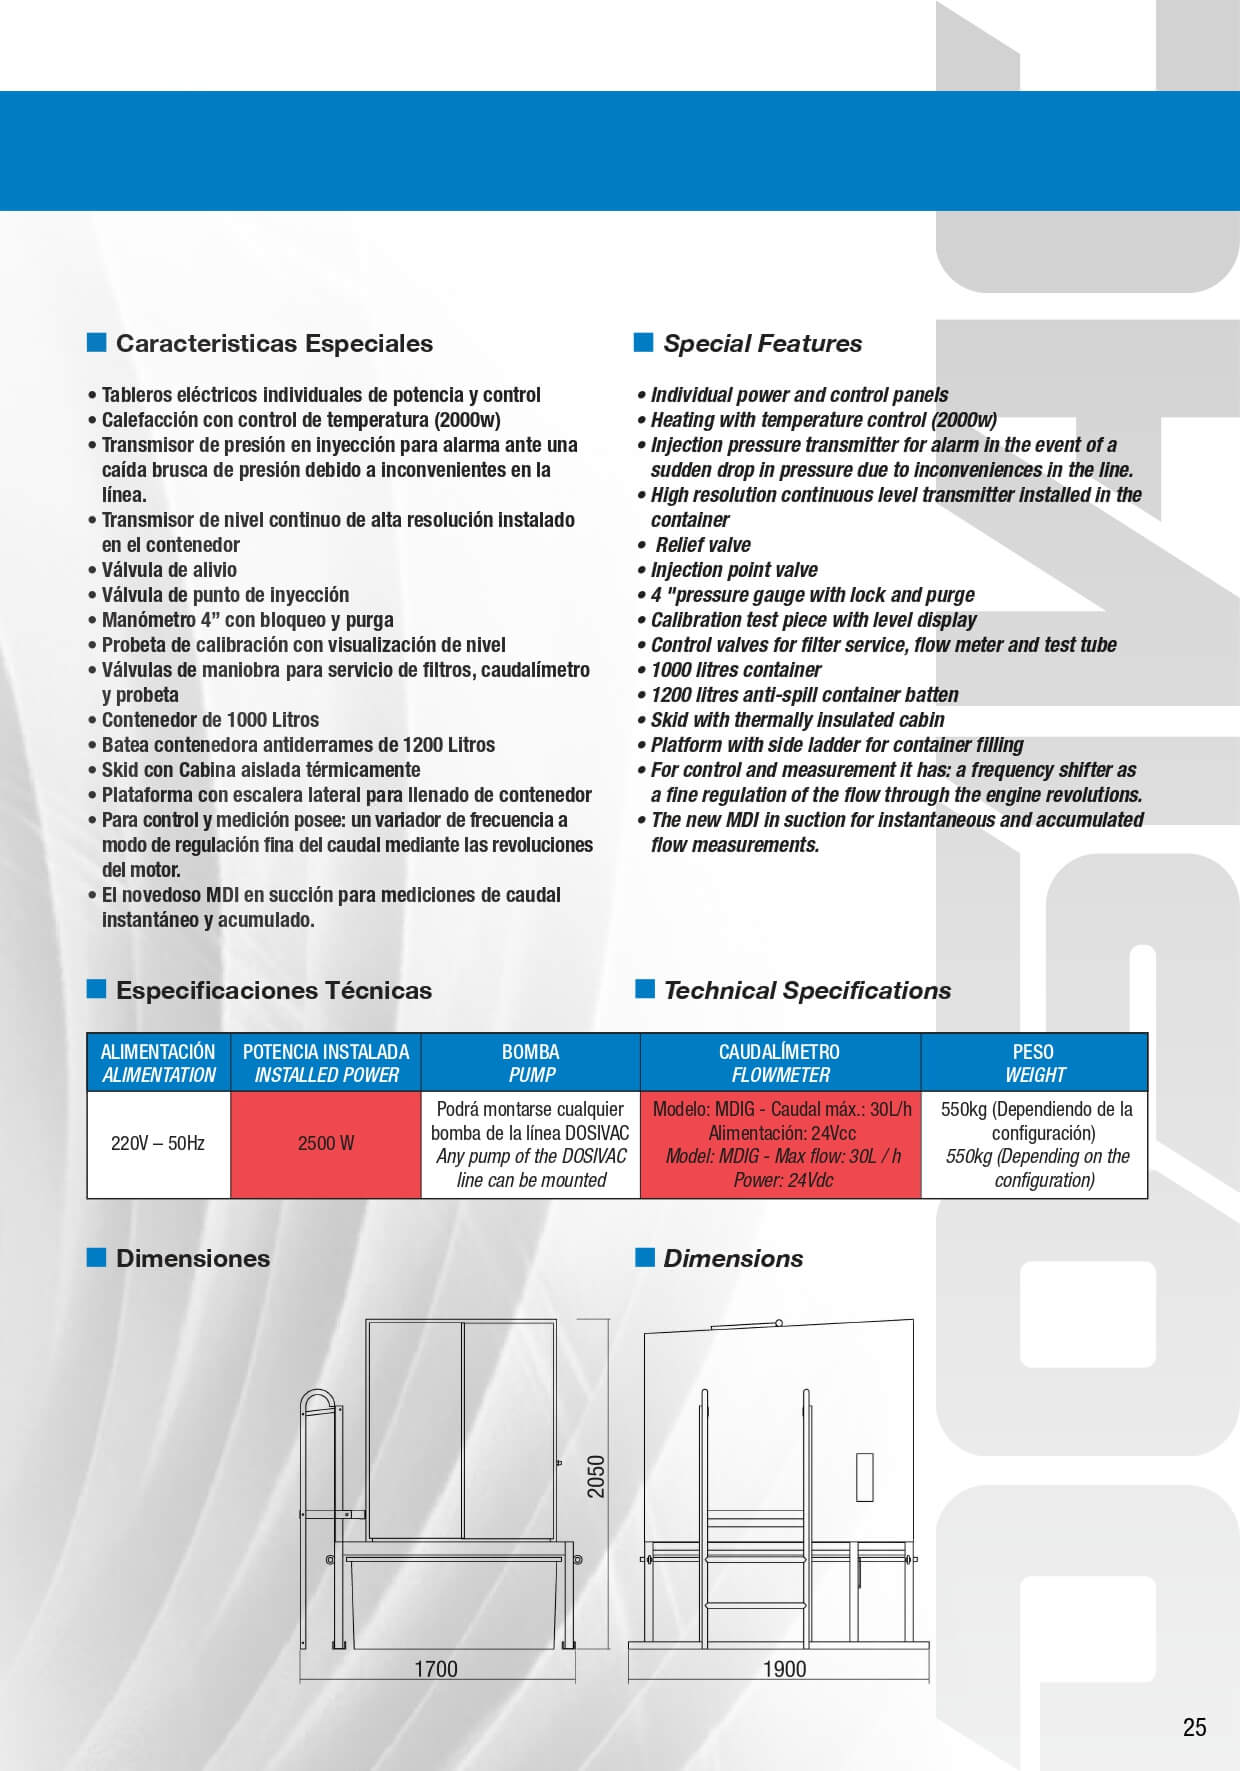 Caracteristicas Especiales
• Tableros eléctricos individuales de potencia y control
• Calefacción con control de temperatura (2000w)
• Transmisor de presión en inyección para alarma ante una
caída brusca de presión debido a inconvenientes en la
línea.
• Transmisor de nivel continuo de alta resolución instalado
en el contenedor
• Válvula de alivio
• Válvula de punto de inyección
• Manómetro 4” con bloqueo y purga
• Probeta de calibración con visualización de nivel
• Válvulas de maniobra para servicio de filtros, caudalímetro
y probeta
• Contenedor de 1000 Litros
• Batea contenedora antiderrames de 1200 Litros
• Skid con Cabina aislada térmicamente
• Plataforma con escalera lateral para llenado de contenedor
• Para control y medición posee: un variador de frecuencia a
modo de regulación fina del caudal mediante las revoluciones
del motor.
• El novedoso MDI en succión para mediciones de caudal
instantáneo y acumulado.
Special Features
• Individual power and control panels
• Heating with temperature control (2000w)
• Injection pressure transmitter for alarm in the event of a
sudden drop in pressure due to inconveniences in the line.
• High resolution continuous level transmitter installed in the
container
• Relief valve
• Injection point valve
• 4 "pressure gauge with lock and purge
• Calibration test piece with level display
• Control valves for filter service, flow meter and test tube
• 1000 litres container
• 1200 litres anti-spill container batten
• Skid with thermally insulated cabin
• Platform with side ladder for container filling
• For control and measurement it has: a frequency shifter as
a fine regulation of the flow through the engine revolutions.
• The new MDI in suction for instantaneous and accumulated
flow measurements.
Especificaciones Técnicas
Technical Specifications
ALIMENTACIÓN
ALIMENTATION
POTENCIA INSTALADA
INSTALLED POWER
BOMBA
PUMP
CAUDALÍMETRO
FLOWMETER
PESO
WEIGHT
220V – 50Hz
2500 W
Podrá montarse cualquier
bomba de la línea DOSIVAC
Any pump of the DOSIVAC
line can be mounted
Modelo: MDIG - Caudal máx.: 30L/h
Alimentación: 24Vcc
Model: MDIG - Max flow: 30L / h
Power: 24Vdc
550kg (Dependiendo de la
configuración)
550kg (Depending on the
configuration)
Dimensiones
Dimensions
2050
1700
1900
25